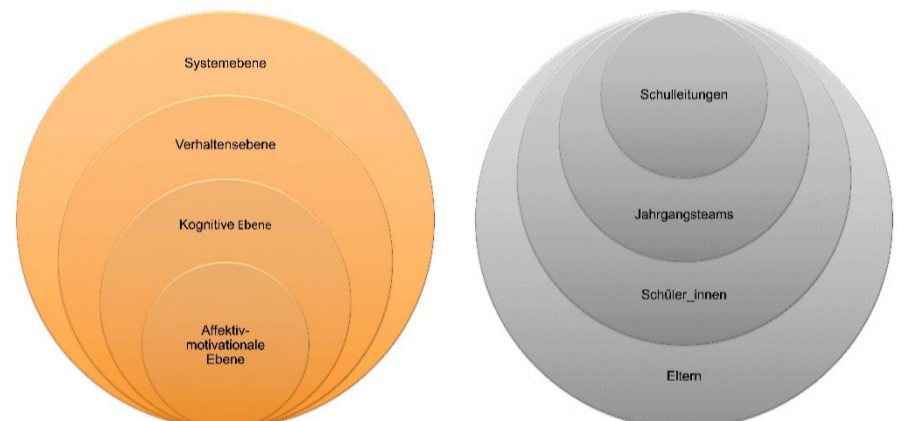 Systemebene
Verhaltensebene
Kognitive Ebene
Affektiv-
motivationale
Ebene
Schulleitungen
Jahrgangsteams
Schüler_innen
Eltern